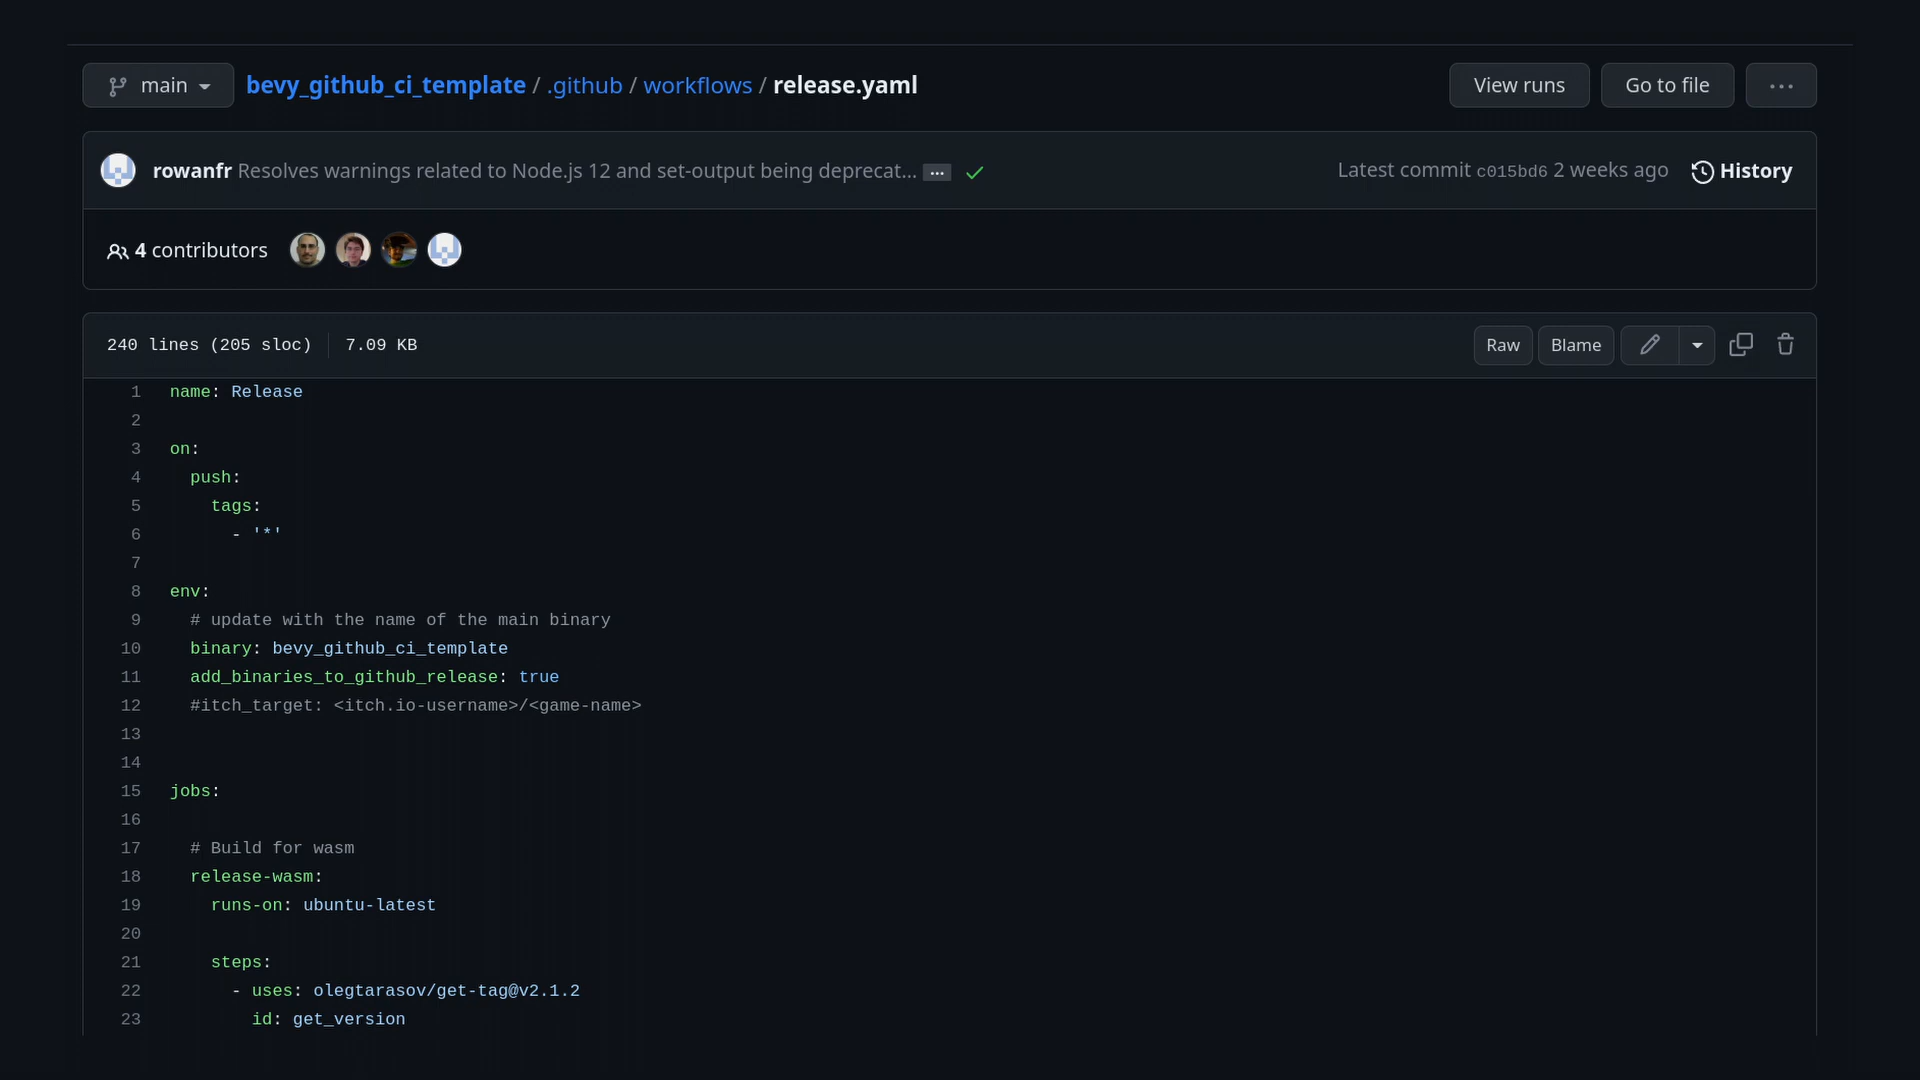 main bevy_github_ci_template / .github / workflows / release.yaml View runs Go to file ...
rowanfr Resolves warnings related to Node.js 12 and set-output being deprecat... ... Latest commit c015bd6 2 weeks ago History
4 contributors
240 lines (205 sloc) 7.09 KB Raw Blame
1 name: Release
2
3 on:
4 push:
5 tags:
6 - '*'
7
8 env:
9 # update with the name of the main binary
10 binary: bevy_github_ci_template
11 add_binaries_to_github_release: true
12 #itch_target: <itch.io-username>/<game-name>
13
14
15 jobs:
16
17 # Build for wasm
18 release-wasm:
19 runs-on: ubuntu-latest
20
21 steps:
22 - uses: olegtarasov/get-tag@v2.1.2
23 id: get_version